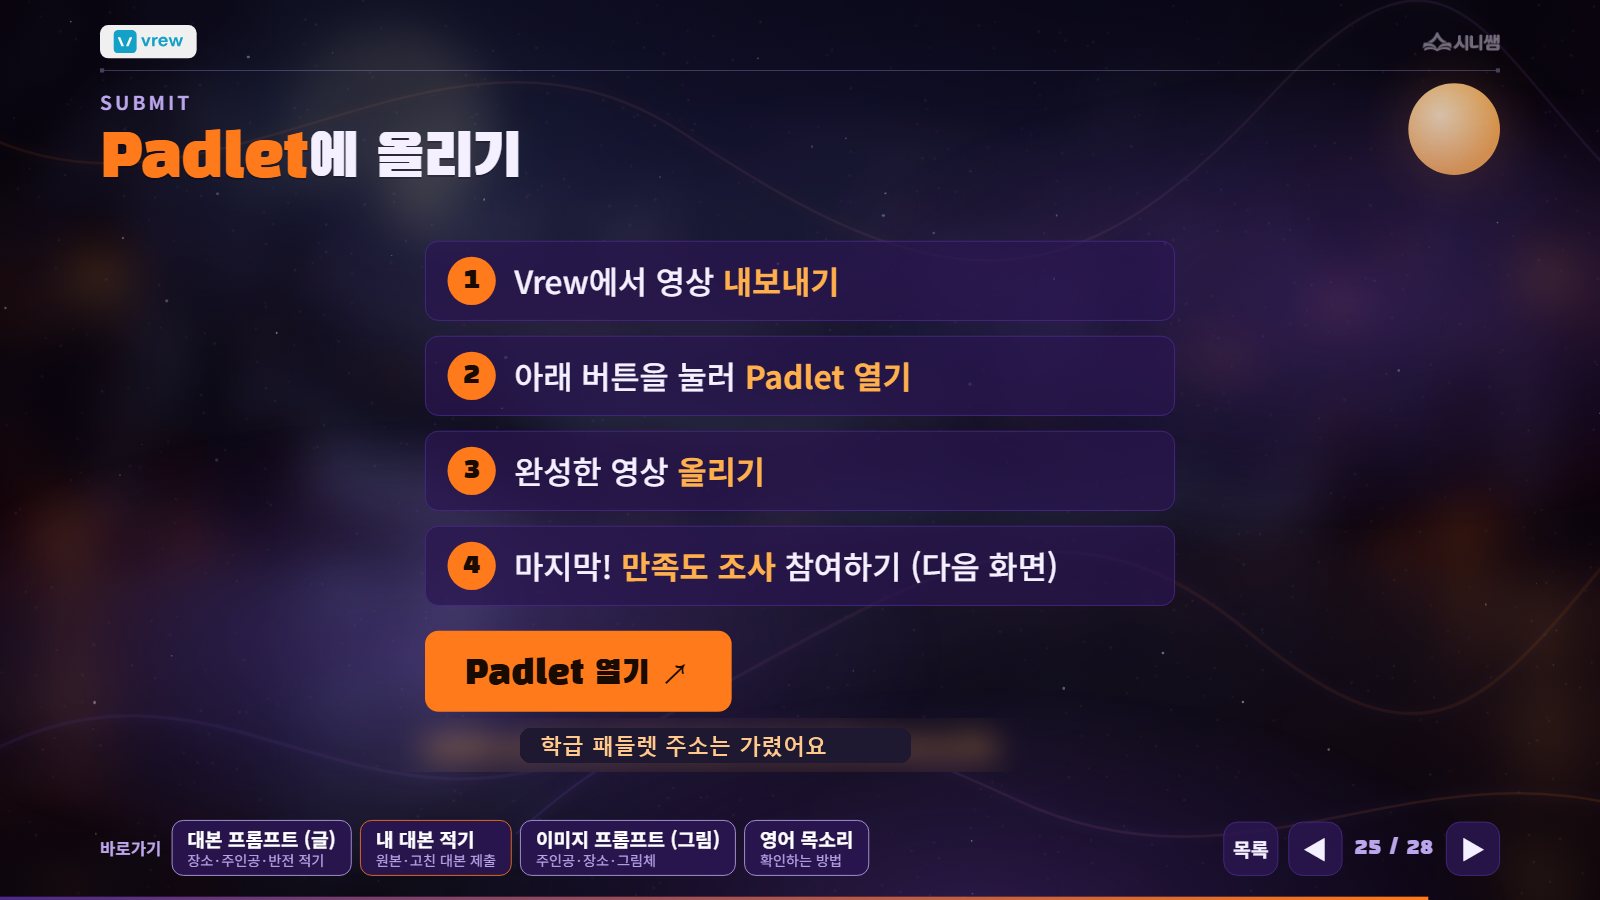 vrew
시니쌤
SUBMIT
Padlet에 올리기
1 Vrew에서 영상 내보내기
2 아래 버튼을 눌러 Padlet 열기
3 완성한 영상 올리기
4 마지막! 만족도 조사 참여하기 (다음 화면)
Padlet 열기 ↗
학급 패들렛 주소는 가렸어요
바로가기
대본 프롬프트 (글)
장소·주인공·반전 적기
내 대본 적기
원본·고친 대본 제출
이미지 프롬프트 (그림)
주인공·장소·그림체
영어 목소리
확인하는 방법
목록
◀ 25 / 28 ▶